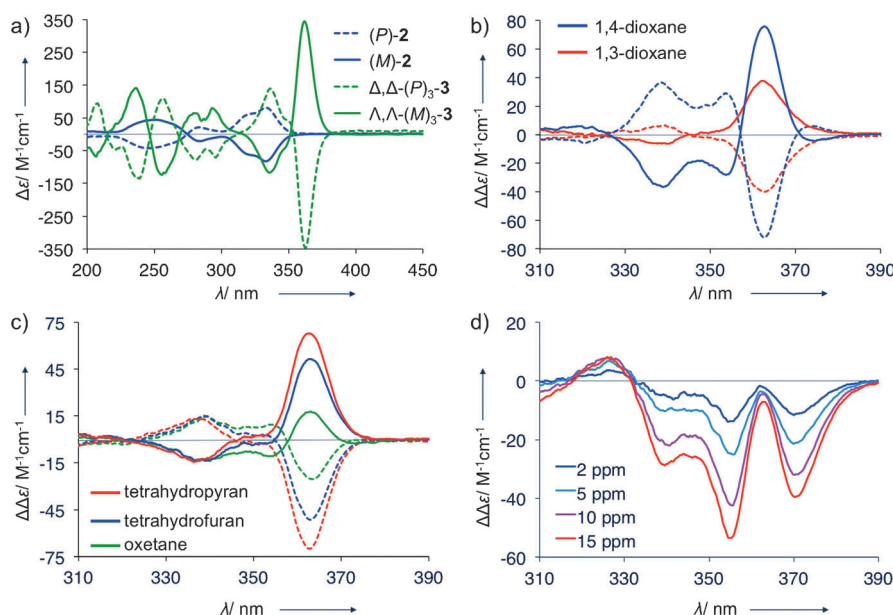 a)
350
250
150
50
-50
-150
-250
-350
Δε/ M⁻¹cm⁻¹
(P)-2
(M)-2
Δ,Δ-(P)₃-3
Λ,Λ-(M)₃-3
200 250 300 350 400 450
λ/ nm
b)
80
60
40
20
0
-20
-40
-60
-80
ΔΔε/ M⁻¹cm⁻¹
1,4-dioxane
1,3-dioxane
310 330 350 370 390
λ/ nm
c)
75
45
15
-15
-45
-75
ΔΔε/ M⁻¹cm⁻¹
tetrahydropyran
tetrahydrofuran
oxetane
310 330 350 370 390
λ/ nm
d)
20
0
-20
-40
-60
ΔΔε/ M⁻¹cm⁻¹
2 ppm
5 ppm
10 ppm
15 ppm
310 330 350 370 390
λ/ nm